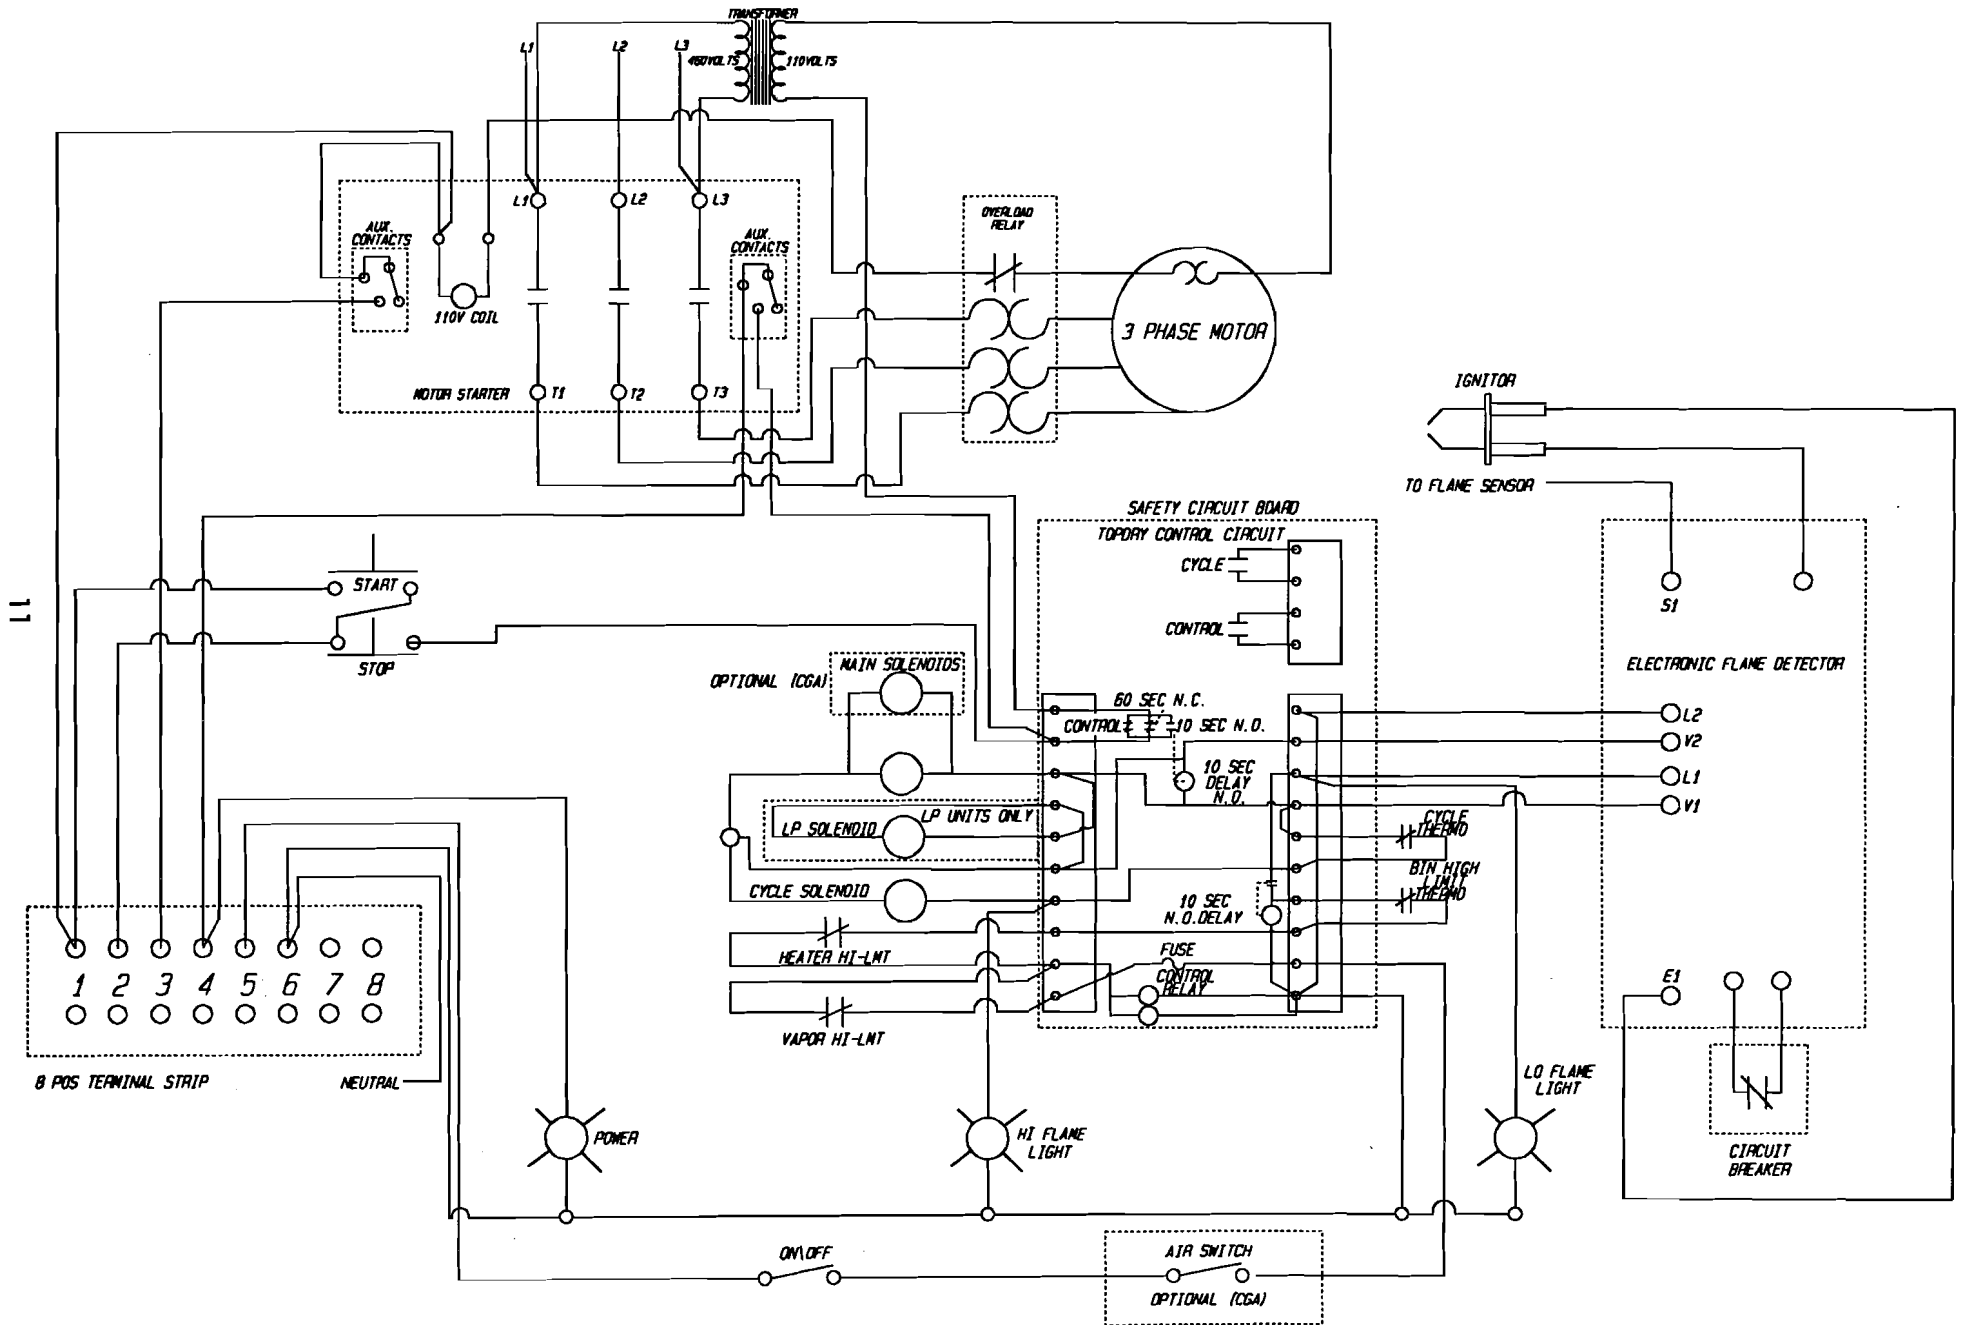 TRANSFORMER
L1
L2
L3
460VOLTS
110VOLTS
L1
L2
L3
AUX.
CONTACTS
AUX.
CONTACTS
110V COIL
MOTOR STARTER
T1
T2
T3
OVERLOAD
RELAY
3 PHASE MOTOR
IGNITOR
TO FLAME SENSOR
SAFETY CIRCUIT BOARD
TOPDRY CONTROL CIRCUIT
CYCLE
CONTROL
S1
ELECTRONIC FLAME DETECTOR
L2
V2
L1
V1
E1
CIRCUIT
BREAKER
11
START
STOP
OPTIONAL (CGA)
MAIN SOLENOIDS
60 SEC N.C.
CONTROL
10 SEC N.O.
10 SEC
DELAY
N.O.
LP UNITS ONLY
LP SOLENOID
CYCLE SOLENOID
CYCLE
THERMO
BIN HIGH
LIMIT
THERMO
10 SEC
N.O.DELAY
HEATER HI-LMT
FUSE
CONTROL
RELAY
VAPOR HI-LMT
1 2 3 4 5 6 7 8
8 POS TERMINAL STRIP
NEUTRAL
POWER
HI FLAME
LIGHT
LO FLAME
LIGHT
ON\OFF
AIR SWITCH
OPTIONAL (CGA)